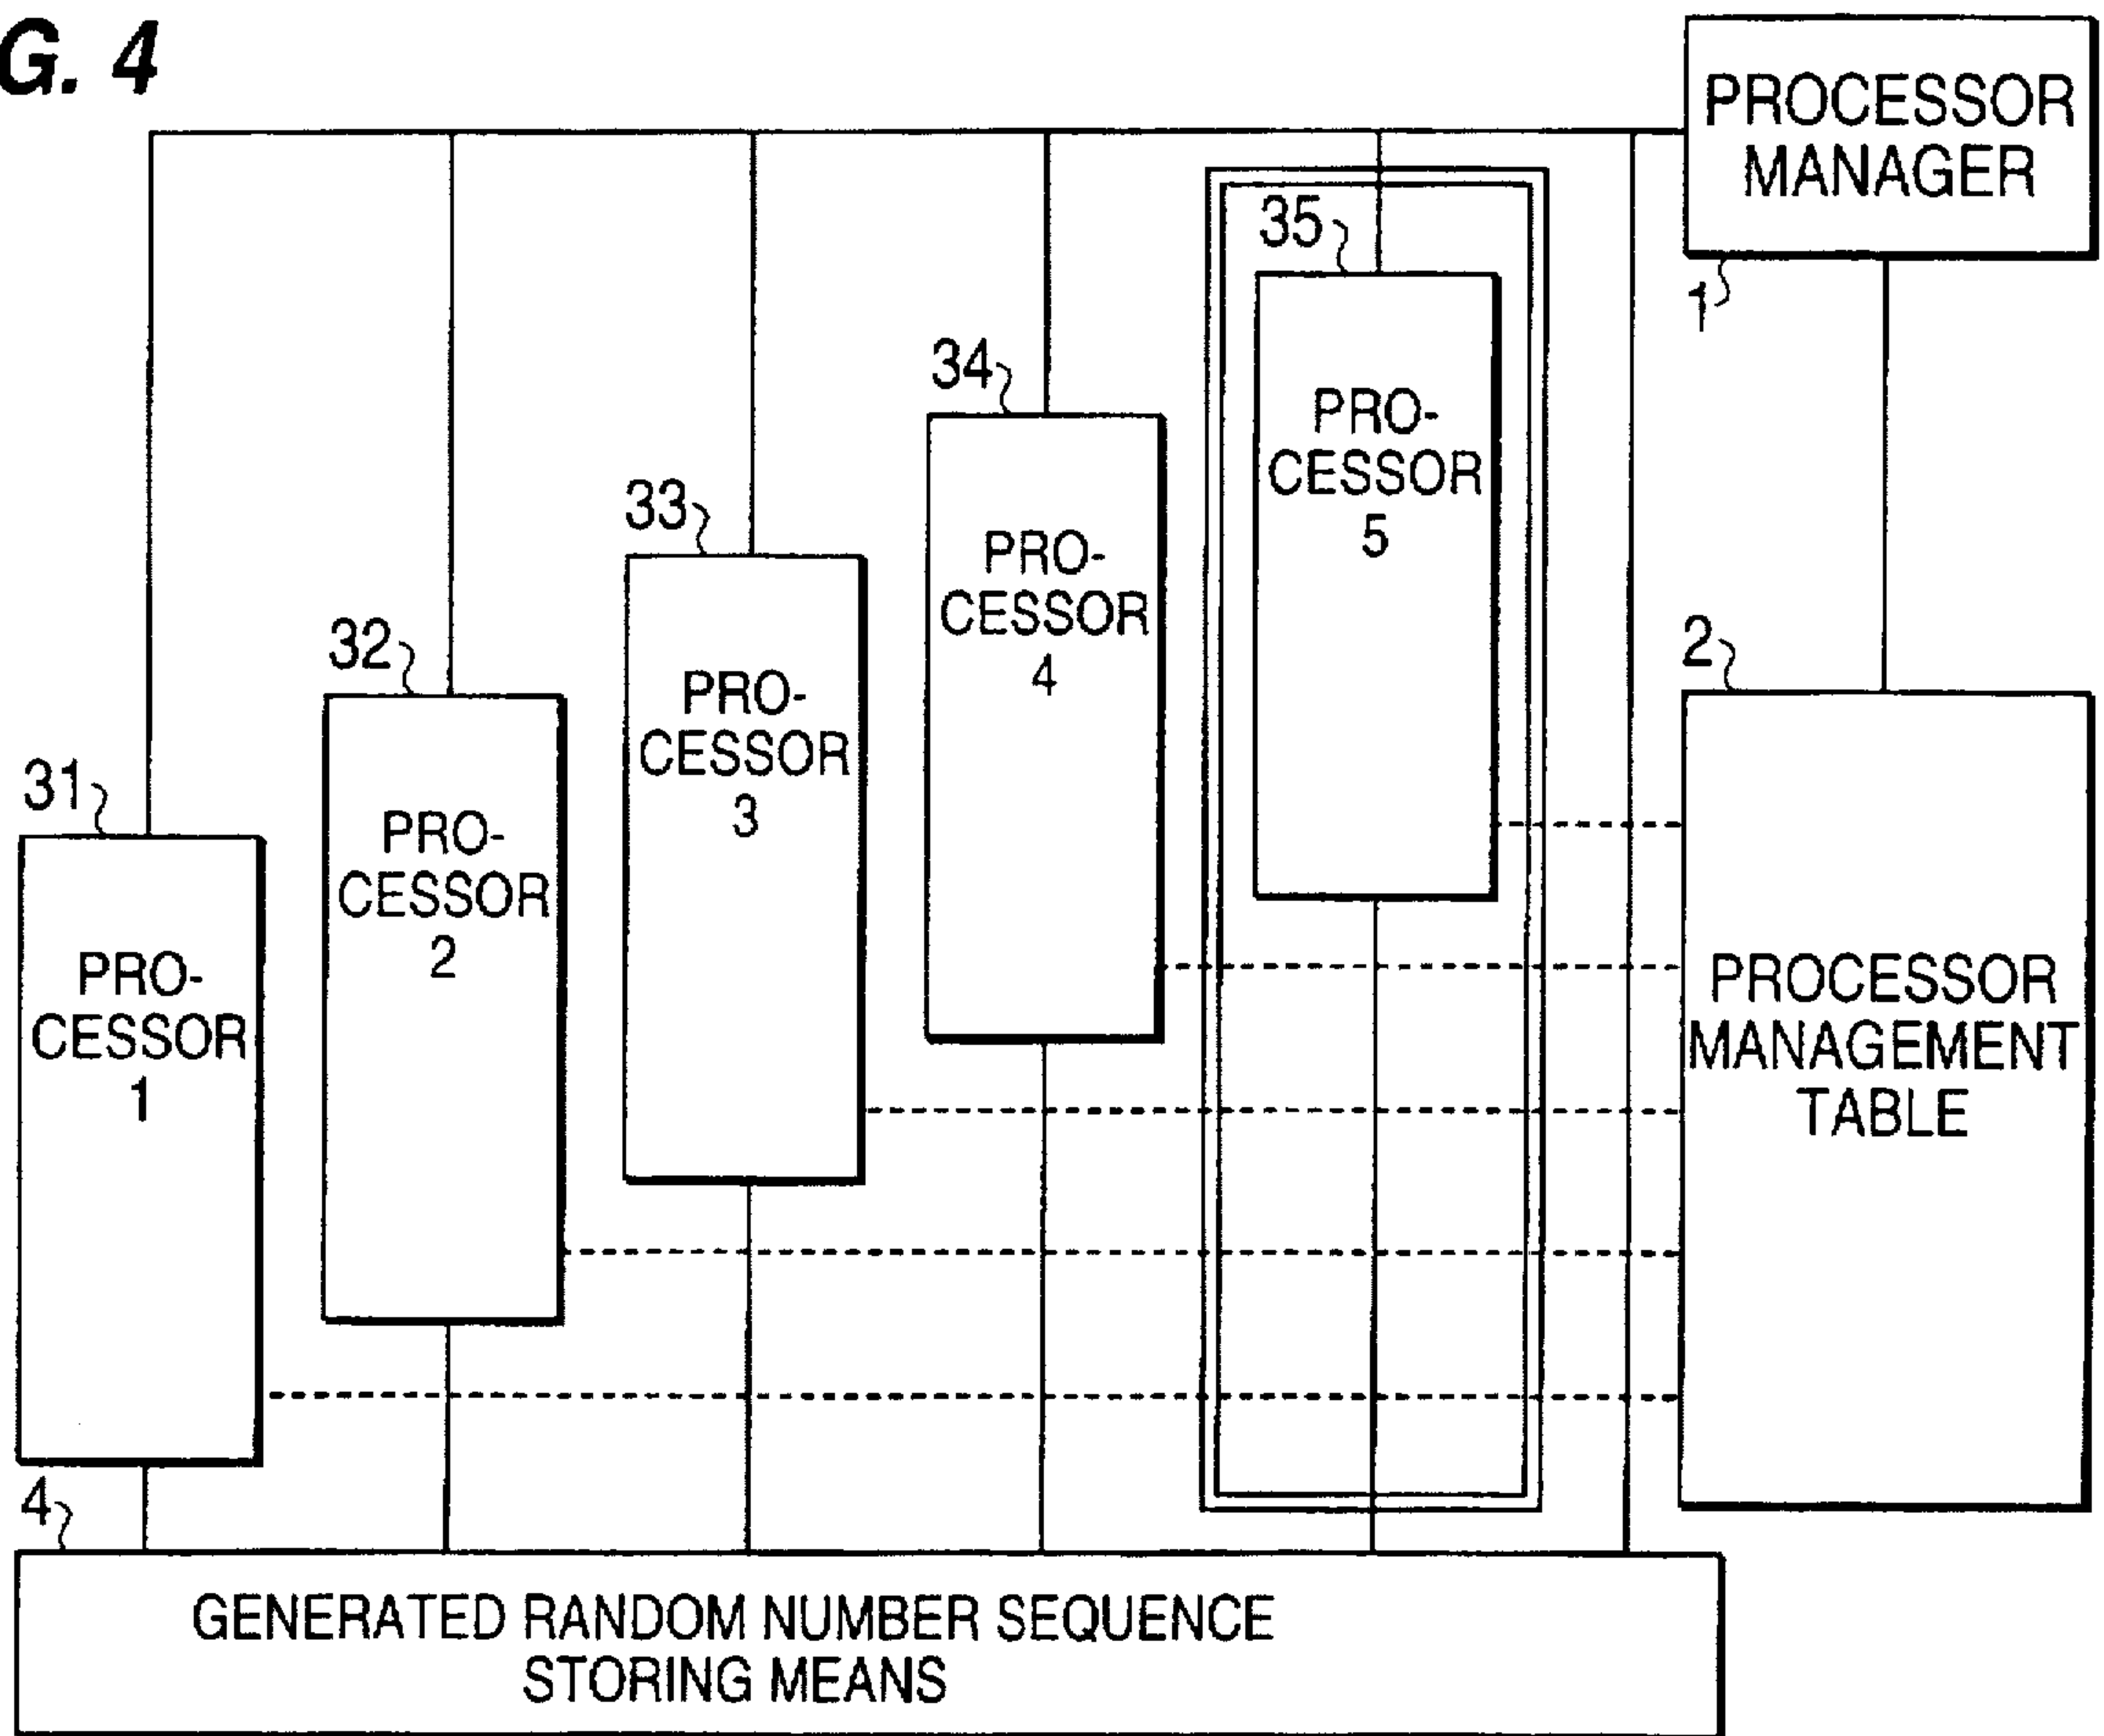 G. 4
PROCESSOR
MANAGER
1
35
PRO-
CESSOR
5
34
PRO-
CESSOR
4
33
PRO-
CESSOR
3
32
PRO-
CESSOR
2
31
PRO-
CESSOR
1
2
PROCESSOR
MANAGEMENT
TABLE
4
GENERATED RANDOM NUMBER SEQUENCE
STORING MEANS